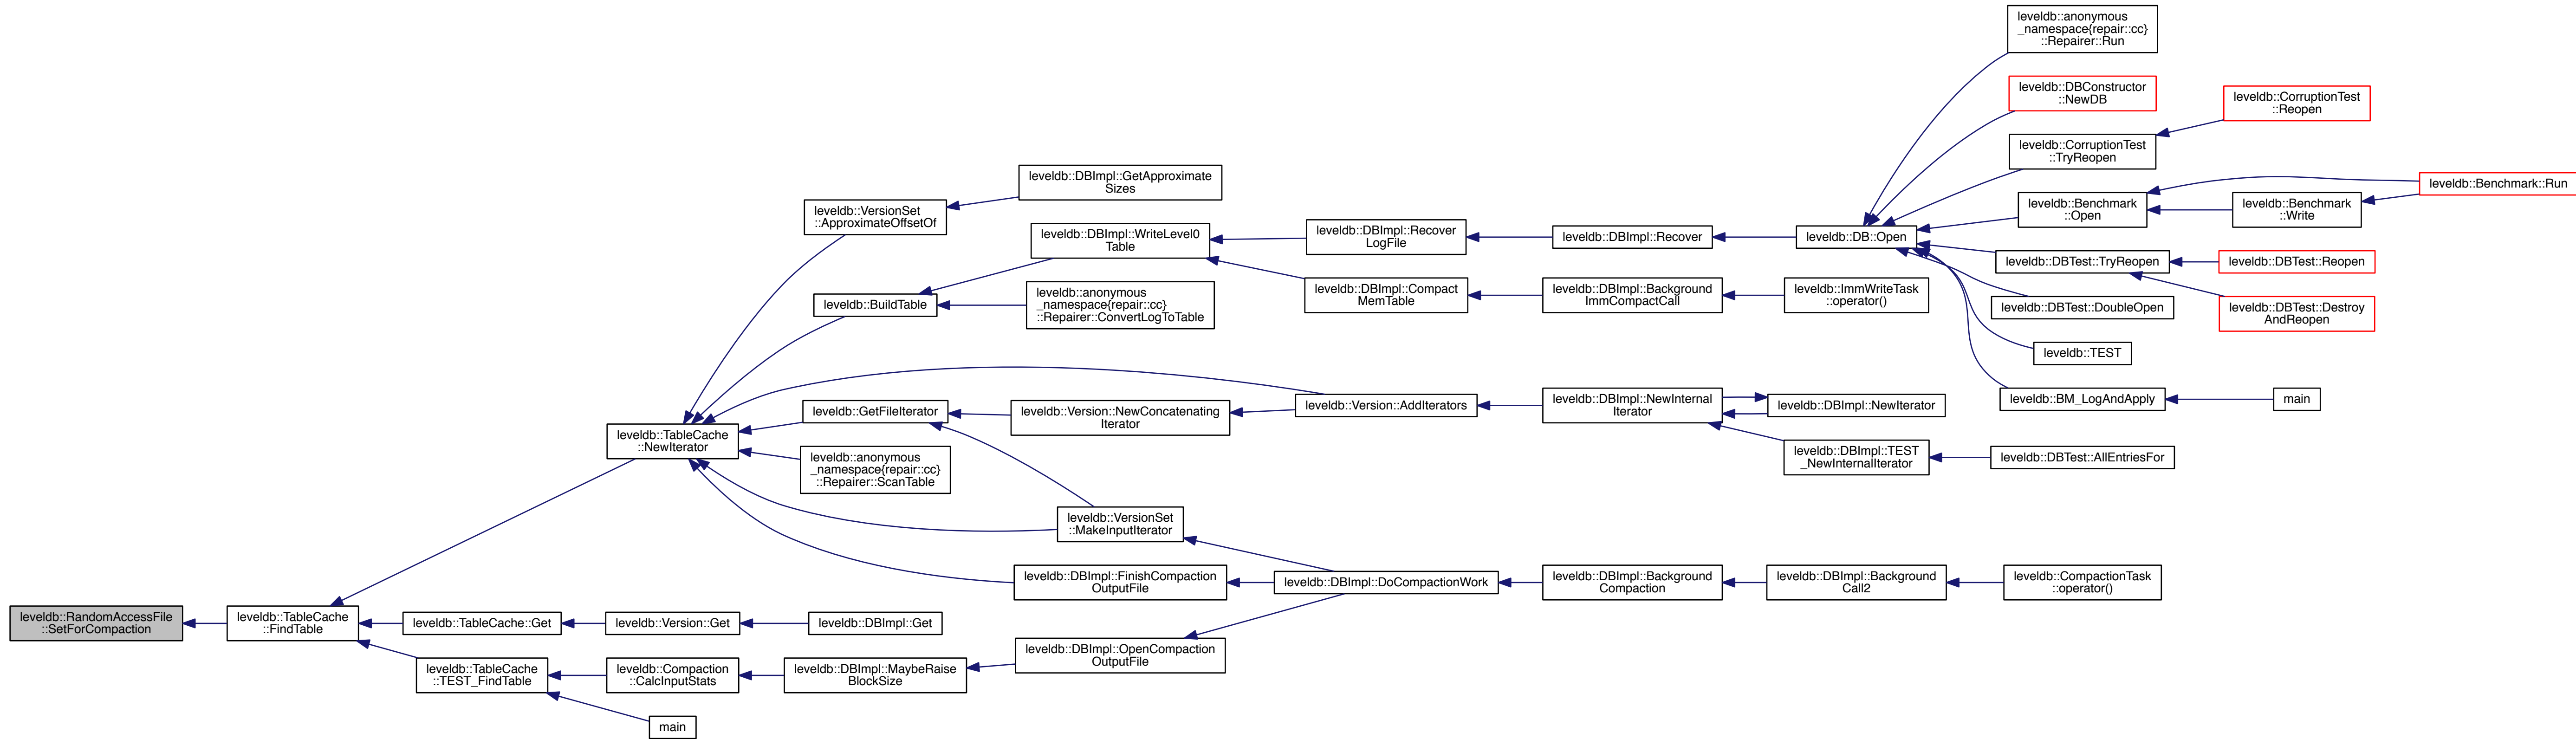 leveldb::anonymous
_namespace{repair::cc}
::Repairer::Run
leveldb::DBConstructor
::NewDB
leveldb::CorruptionTest
::Reopen
leveldb::CorruptionTest
::TryReopen
leveldb::DBImpl::GetApproximate
Sizes
leveldb::Benchmark::Run
leveldb::VersionSet
::ApproximateOffsetOf
leveldb::Benchmark
::Open
leveldb::Benchmark
::Write
leveldb::DBImpl::WriteLevel0
Table
leveldb::DBImpl::Recover
LogFile
leveldb::DBImpl::Recover
leveldb::DB::Open
leveldb::DBTest::TryReopen
leveldb::DBTest::Reopen
leveldb::BuildTable
leveldb::anonymous
_namespace{repair::cc}
::Repairer::ConvertLogToTable
leveldb::DBImpl::Compact
MemTable
leveldb::DBImpl::Background
ImmCompactCall
leveldb::ImmWriteTask
::operator()
leveldb::DBTest::DoubleOpen
leveldb::DBTest::Destroy
AndReopen
leveldb::TEST
leveldb::BM_LogAndApply
main
leveldb::GetFileIterator
leveldb::Version::NewConcatenating
Iterator
leveldb::Version::AddIterators
leveldb::DBImpl::NewInternal
Iterator
leveldb::DBImpl::NewIterator
leveldb::TableCache
::NewIterator
leveldb::anonymous
_namespace{repair::cc}
::Repairer::ScanTable
leveldb::DBImpl::TEST
_NewInternalIterator
leveldb::DBTest::AllEntriesFor
leveldb::VersionSet
::MakeInputIterator
leveldb::DBImpl::FinishCompaction
OutputFile
leveldb::DBImpl::DoCompactionWork
leveldb::DBImpl::Background
Compaction
leveldb::DBImpl::Background
Call2
leveldb::CompactionTask
::operator()
leveldb::RandomAccessFile
::SetForCompaction
leveldb::TableCache
::FindTable
leveldb::TableCache::Get
leveldb::Version::Get
leveldb::DBImpl::Get
leveldb::TableCache
::TEST_FindTable
leveldb::Compaction
::CalcInputStats
leveldb::DBImpl::MaybeRaise
BlockSize
leveldb::DBImpl::OpenCompaction
OutputFile
main